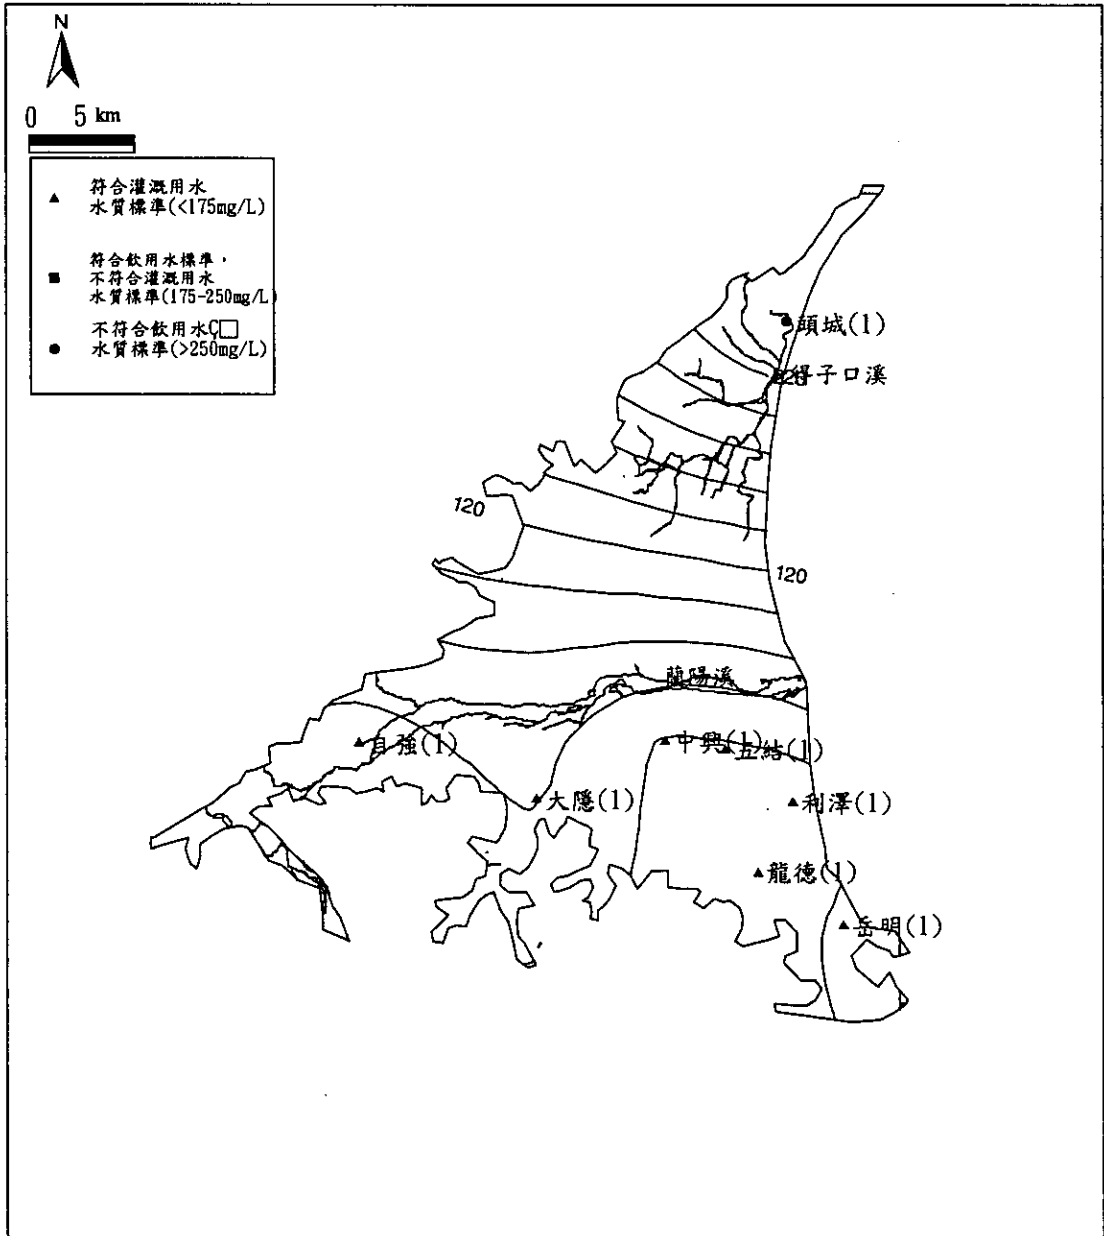 N
0 5 km
符合灌溉用水
水質標準(<175mg/L)
符合飲用水標準，
不符合灌溉用水
水質標準(175-250mg/L)
不符合飲用水Ç□
水質標準(>250mg/L)
頭城(1)
得子口溪
120
120
蘭陽溪
自強(1)
中興(1)
五結(1)
大隱(1)
利澤(1)
龍德(1)
岳明(1)